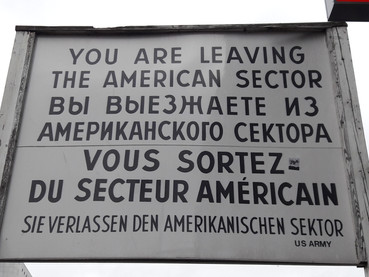 YOU ARE LEAVING
THE AMERICAN SECTOR
ВЫ ВЫЕЗЖАЕТЕ ИЗ
АМЕРИКАНСКОГО СЕКТОРА
VOUS SORTEZ
DU SECTEUR AMÉRICAIN
SIE VERLASSEN DEN AMERIKANISCHEN SEKTOR
US ARMY